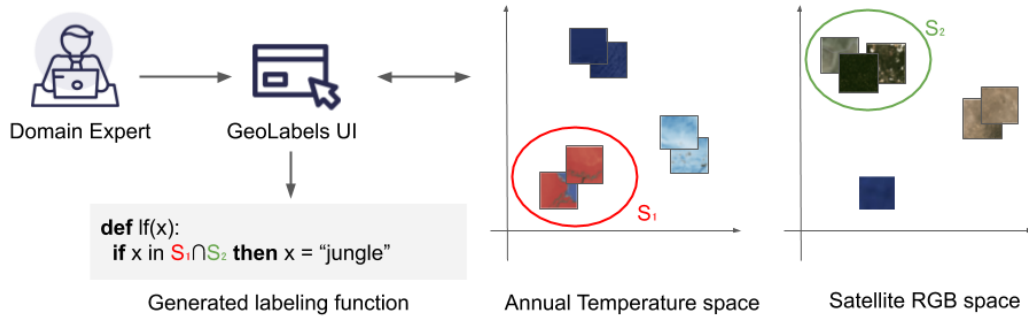 Domain Expert
GeoLabels UI
def lf(x):
if x in S₁∩S₂ then x = “jungle”
Generated labeling function
S₁
Annual Temperature space
S₂
Satellite RGB space